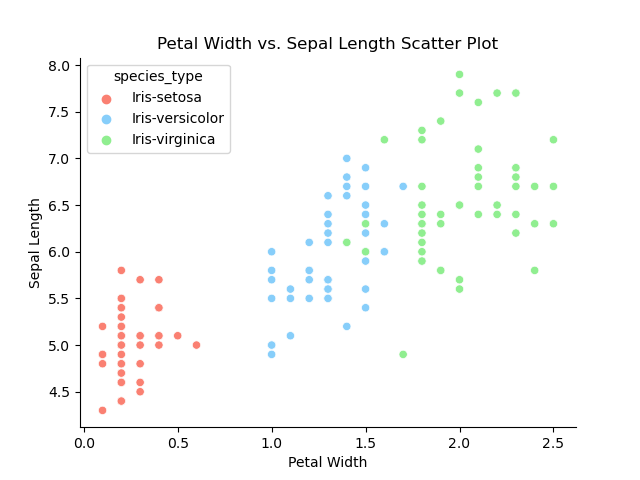 Petal Width vs. Sepal Length Scatter Plot
species_type
Iris-setosa
Iris-versicolor
Iris-virginica
Sepal Length
8.0
7.5
7.0
6.5
6.0
5.5
5.0
4.5
0.0 0.5 1.0 1.5 2.0 2.5
Petal Width